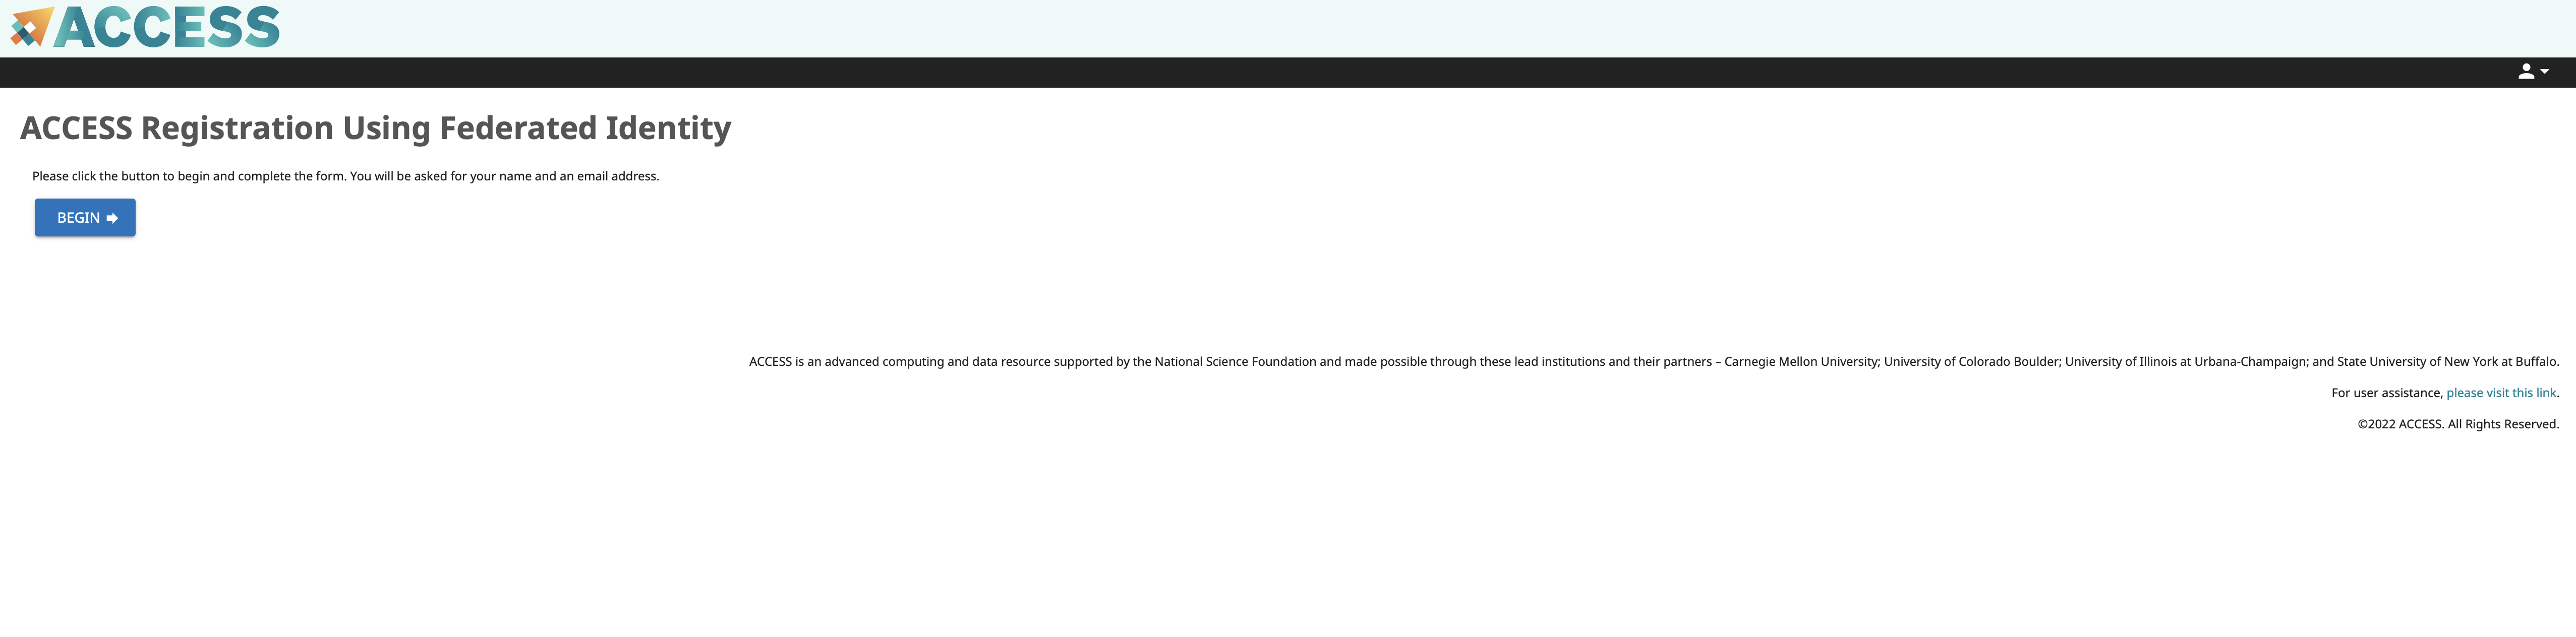 ACCESS
ACCESS Registration Using Federated Identity
Please click the button to begin and complete the form. You will be asked for your name and an email address.
BEGIN
ACCESS is an advanced computing and data resource supported by the National Science Foundation and made possible through these lead institutions and their partners – Carnegie Mellon University; University of Colorado Boulder; University of Illinois at Urbana-Champaign; and State University of New York at Buffalo.
For user assistance, please visit this link.
©2022 ACCESS. All Rights Reserved.